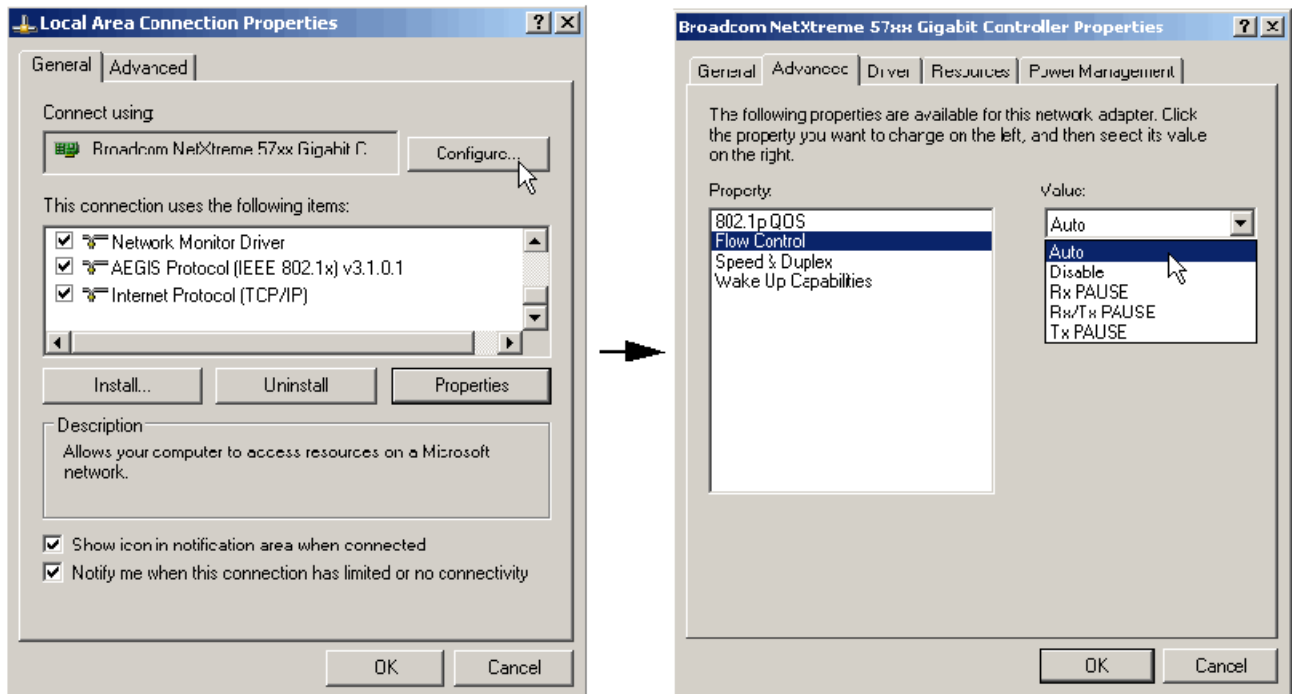 Local Area Connection Properties
General
Advanced
Connect using:
Broadcom NetXtreme 57xx Gigabit C
Configure...
This connection uses the following items:
Network Monitor Driver
AEGIS Protocol (IEEE 802.1x) v3.1.0.1
Internet Protocol (TCP/IP)
Install...
Uninstall
Properties
Description
Allows your computer to access resources on a Microsoft
network.
Show icon in notification area when connected
Notify me when this connection has limited or no connectivity
OK
Cancel
Broadcom NetXtreme 57xx Gigabit Controller Properties
General
Advanced
Driver
Resources
Power Management
The following properties are available for this network adapter. Click
the property you want to change on the left, and then select its value
on the right.
Property:
802.1p QOS
Flow Control
Speed & Duplex
Wake Up Capabilities
Value:
Auto
Auto
Disable
Rx PAUSE
Rx/Tx PAUSE
Tx PAUSE
OK
Cancel